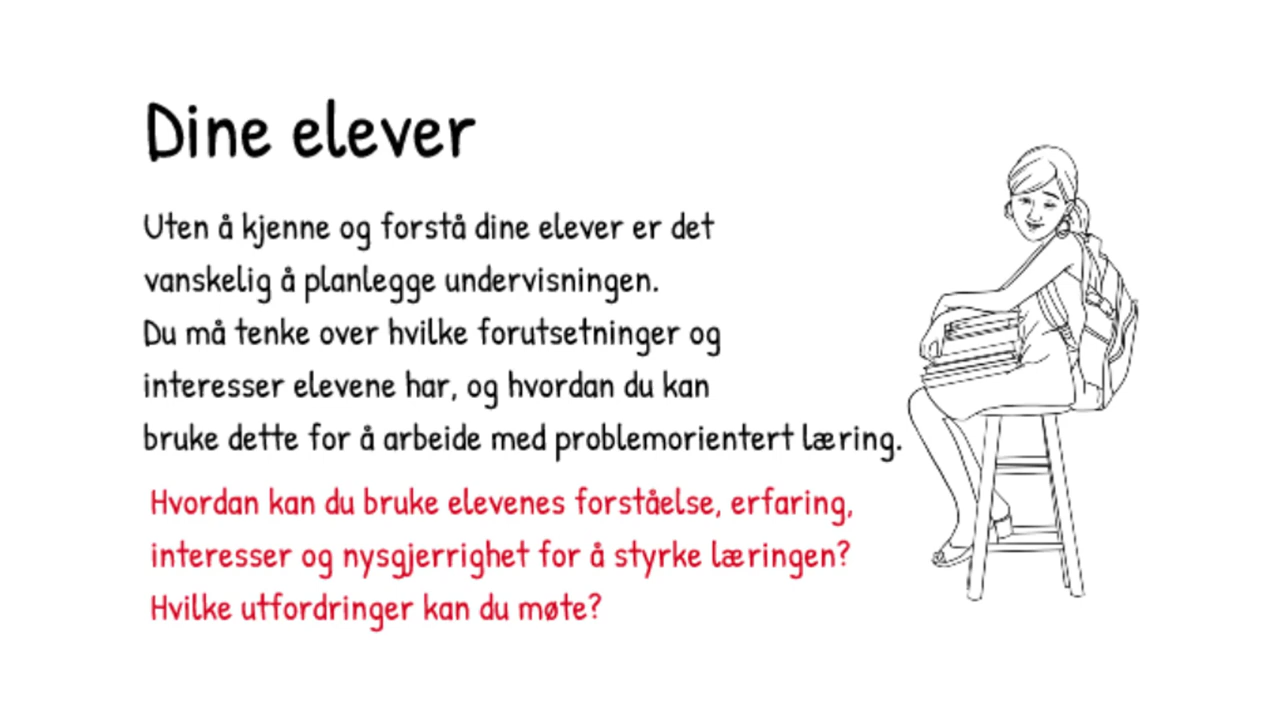 Dine elever
Uten å kjenne og forstå dine elever er det
vanskelig å planlegge undervisningen.
Du må tenke over hvilke forutsetninger og
interesser elevene har, og hvordan du kan
bruke dette for å arbeide med problemorientert læring.
Hvordan kan du bruke elevenes forståelse, erfaring,
interesser og nysgjerrighet for å styrke læringen?
Hvilke utfordringer kan du møte?